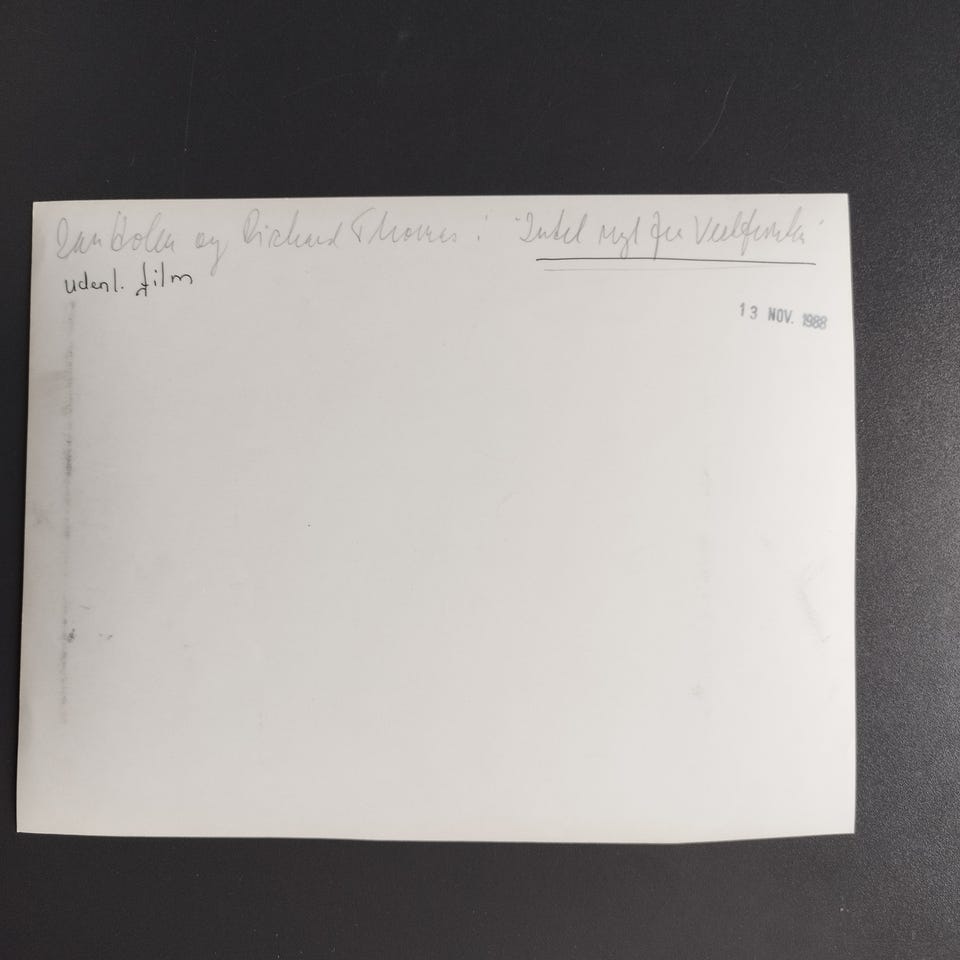 Ian Holm og Richard Thomas i "Intet nyt fra Vestfronten"
udenl. film
13 NOV. 1988